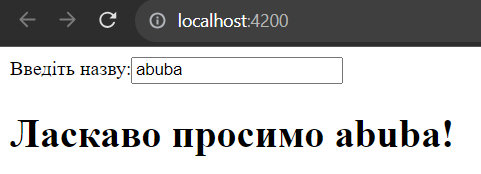 localhost:4200
Введіть назву: abuba
Ласкаво просимо abuba!